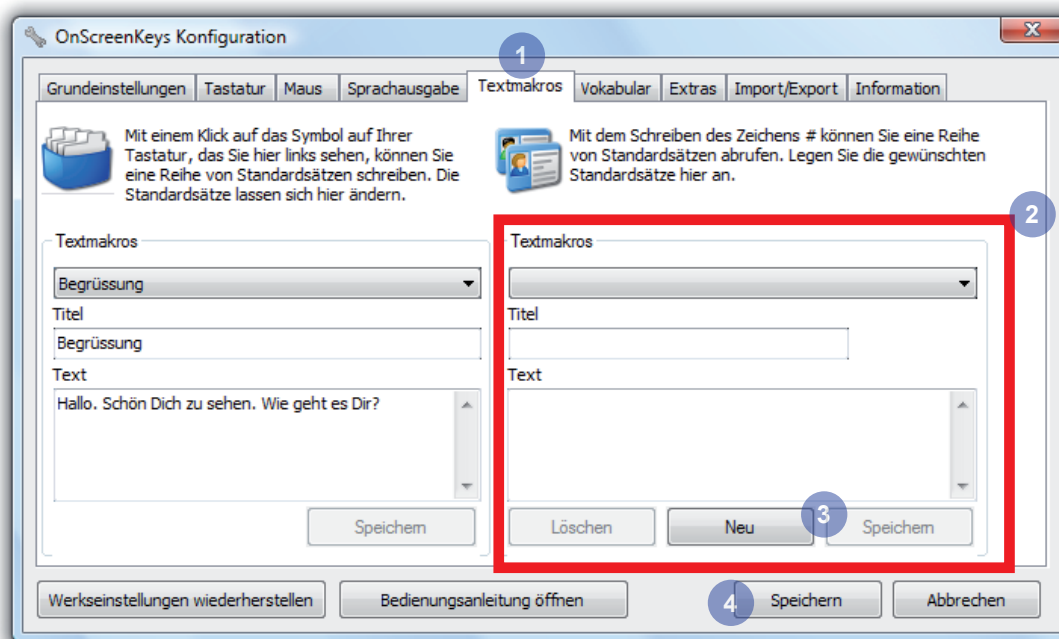 OnScreenKeys Konfiguration
1
Grundeinstellungen Tastatur Maus Sprachausgabe Textmakros Vokabular Extras Import/Export Information
Mit einem Klick auf das Symbol auf Ihrer
Tastatur, das Sie hier links sehen, können Sie
eine Reihe von Standardsätzen schreiben. Die
Standardsätze lassen sich hier ändern.
Mit dem Schreiben des Zeichens # können Sie eine Reihe
von Standardsätzen abrufen. Legen Sie die gewünschten
Standardsätze hier an.
2
Textmakros
Begrüssung
Titel
Begrüssung
Text
Hallo. Schön Dich zu sehen. Wie geht es Dir?
Speichern
Textmakros
Titel
Text
Löschen Neu 3 Speichern
Werkseinstellungen wiederherstellen Bedienungsanleitung öffnen 4 Speichern Abbrechen